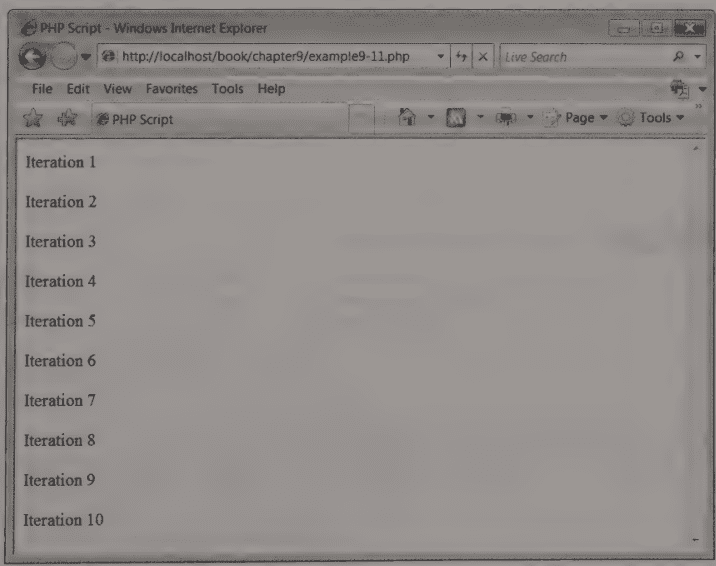 PHP Script - Windows Internet Explorer
http://localhost/book/chapter9/example9-11.php Live Search
File Edit View Favorites Tools Help
PHP Script Page Tools
Iteration 1
Iteration 2
Iteration 3
Iteration 4
Iteration 5
Iteration 6
Iteration 7
Iteration 8
Iteration 9
Iteration 10